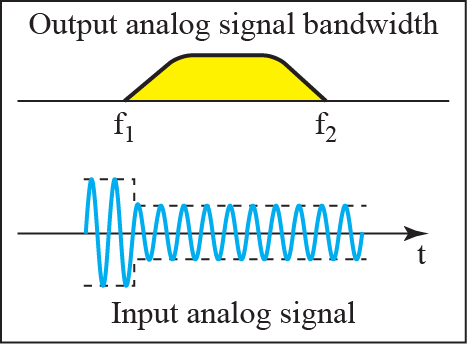 Output analog signal bandwidth
f₁ f₂
t
Input analog signal